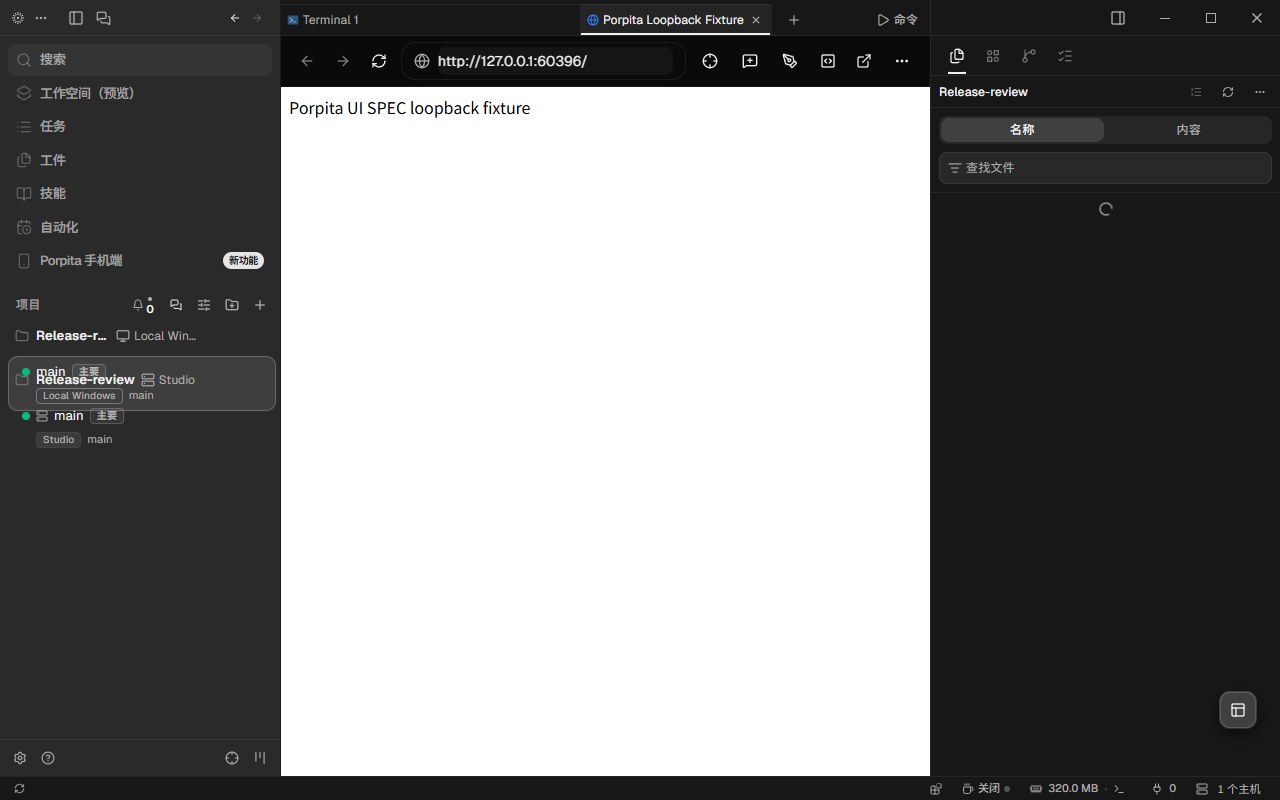 Terminal 1
Porpita Loopback Fixture
命令
搜索
工作空间（预览）
任务
工件
技能
自动化
Porpita 手机端
新功能
项目
0
Release-r...
Local Win...
main
主要
Release-review
Studio
Local Windows
main
main
主要
Studio
main
http://127.0.0.1:60396/
Porpita UI SPEC loopback fixture
Release-review
名称
内容
查找文件
关闭
320.0 MB ·
0
1 个主机